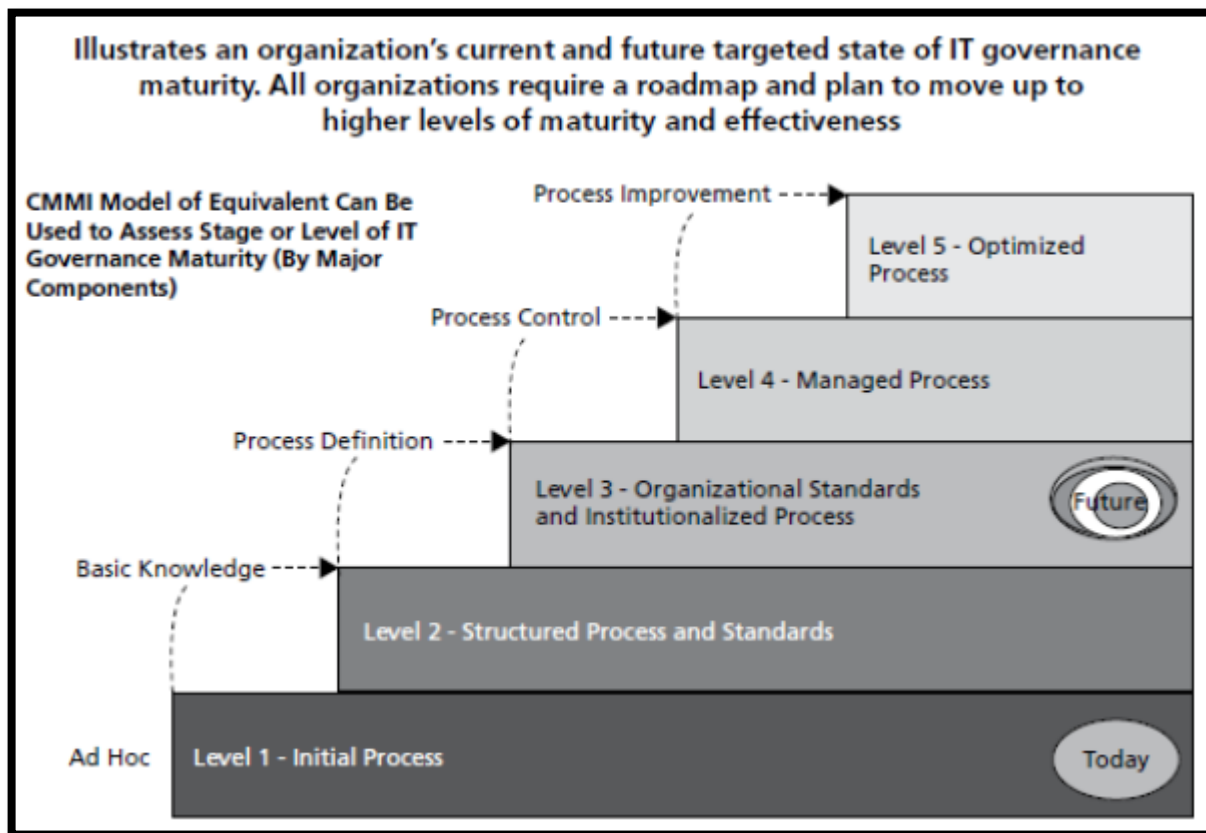 Illustrates an organization's current and future targeted state of IT governance
maturity. All organizations require a roadmap and plan to move up to
higher levels of maturity and effectiveness
CMMI Model of Equivalent Can Be
Used to Assess Stage or Level of IT
Governance Maturity (By Major
Components)
Process Improvement
Level 5 - Optimized
Process
Process Control
Level 4 - Managed Process
Process Definition
Level 3 - Organizational Standards
and Institutionalized Process
Future
Basic Knowledge
Level 2 - Structured Process and Standards
Ad Hoc
Level 1 - Initial Process
Today